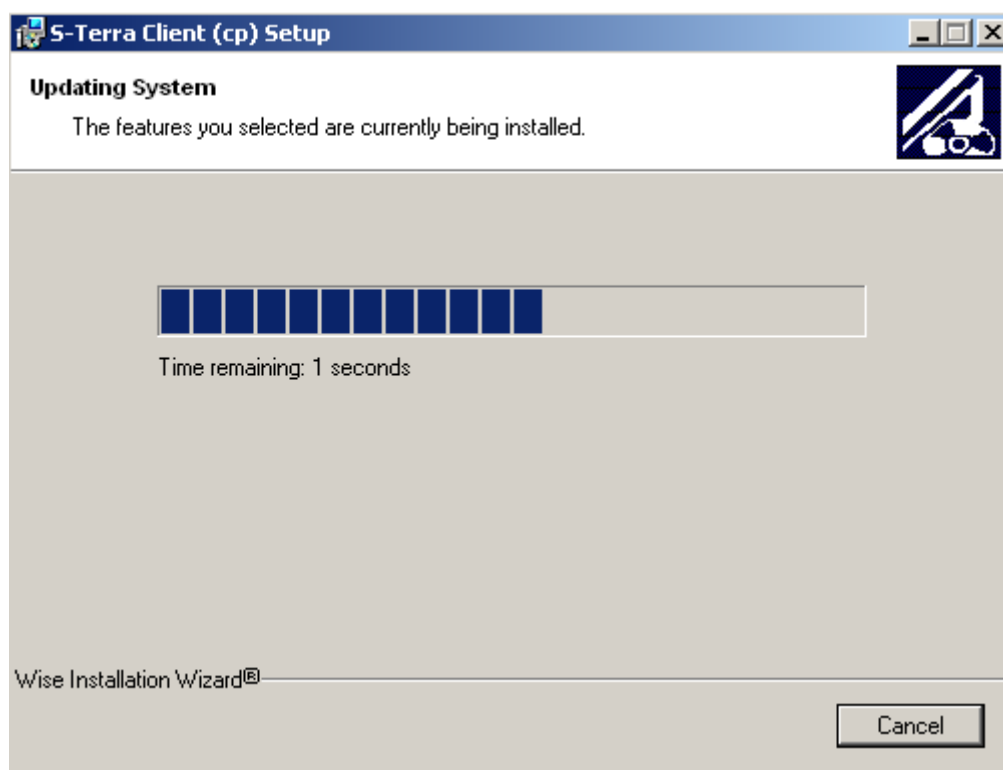 S-Terra Client (cp) Setup
Updating System
The features you selected are currently being installed.
Time remaining: 1 seconds
Wise Installation Wizard®
Cancel